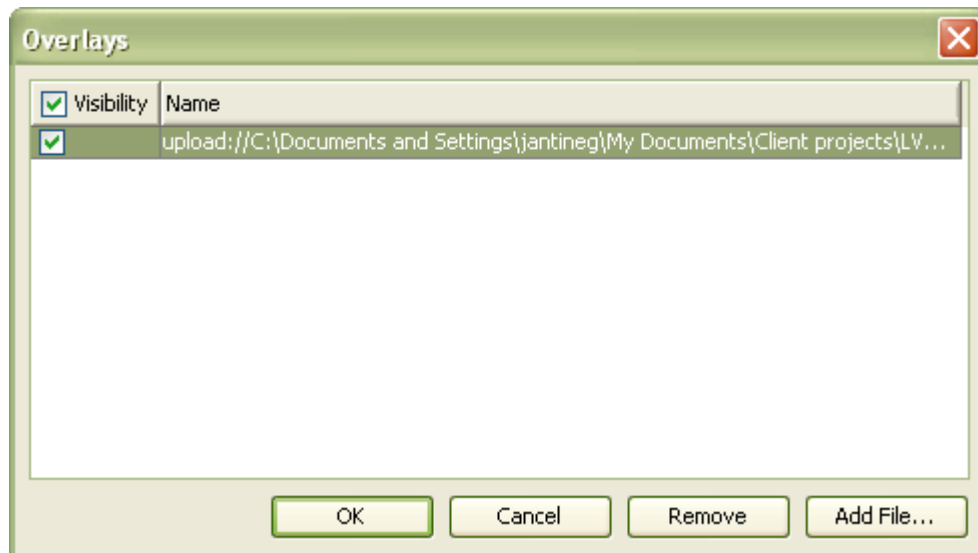 Overlays
Visibility Name
upload://C:\Documents and Settings\jantineg\My Documents\Client projects\LV...
OK Cancel Remove Add File...